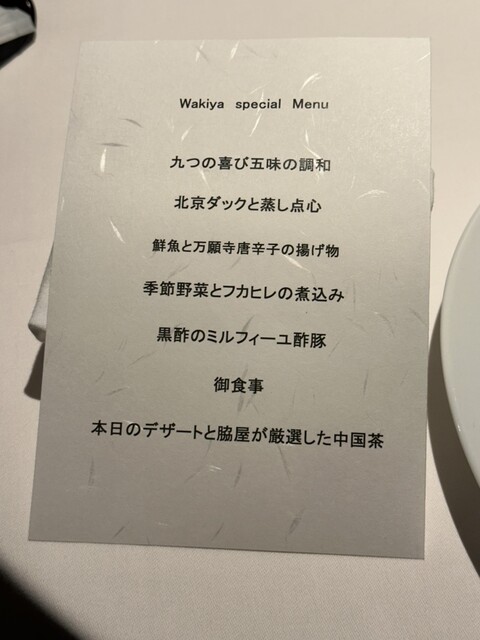 Wakiya special Menu
九つの喜び五味の調和
北京ダックと蒸し点心
鮮魚と万願寺唐辛子の揚げ物
季節野菜とフカヒレの煮込み
黒酢のミルフィーユ酢豚
御食事
本日のデザートと脇屋が厳選した中国茶